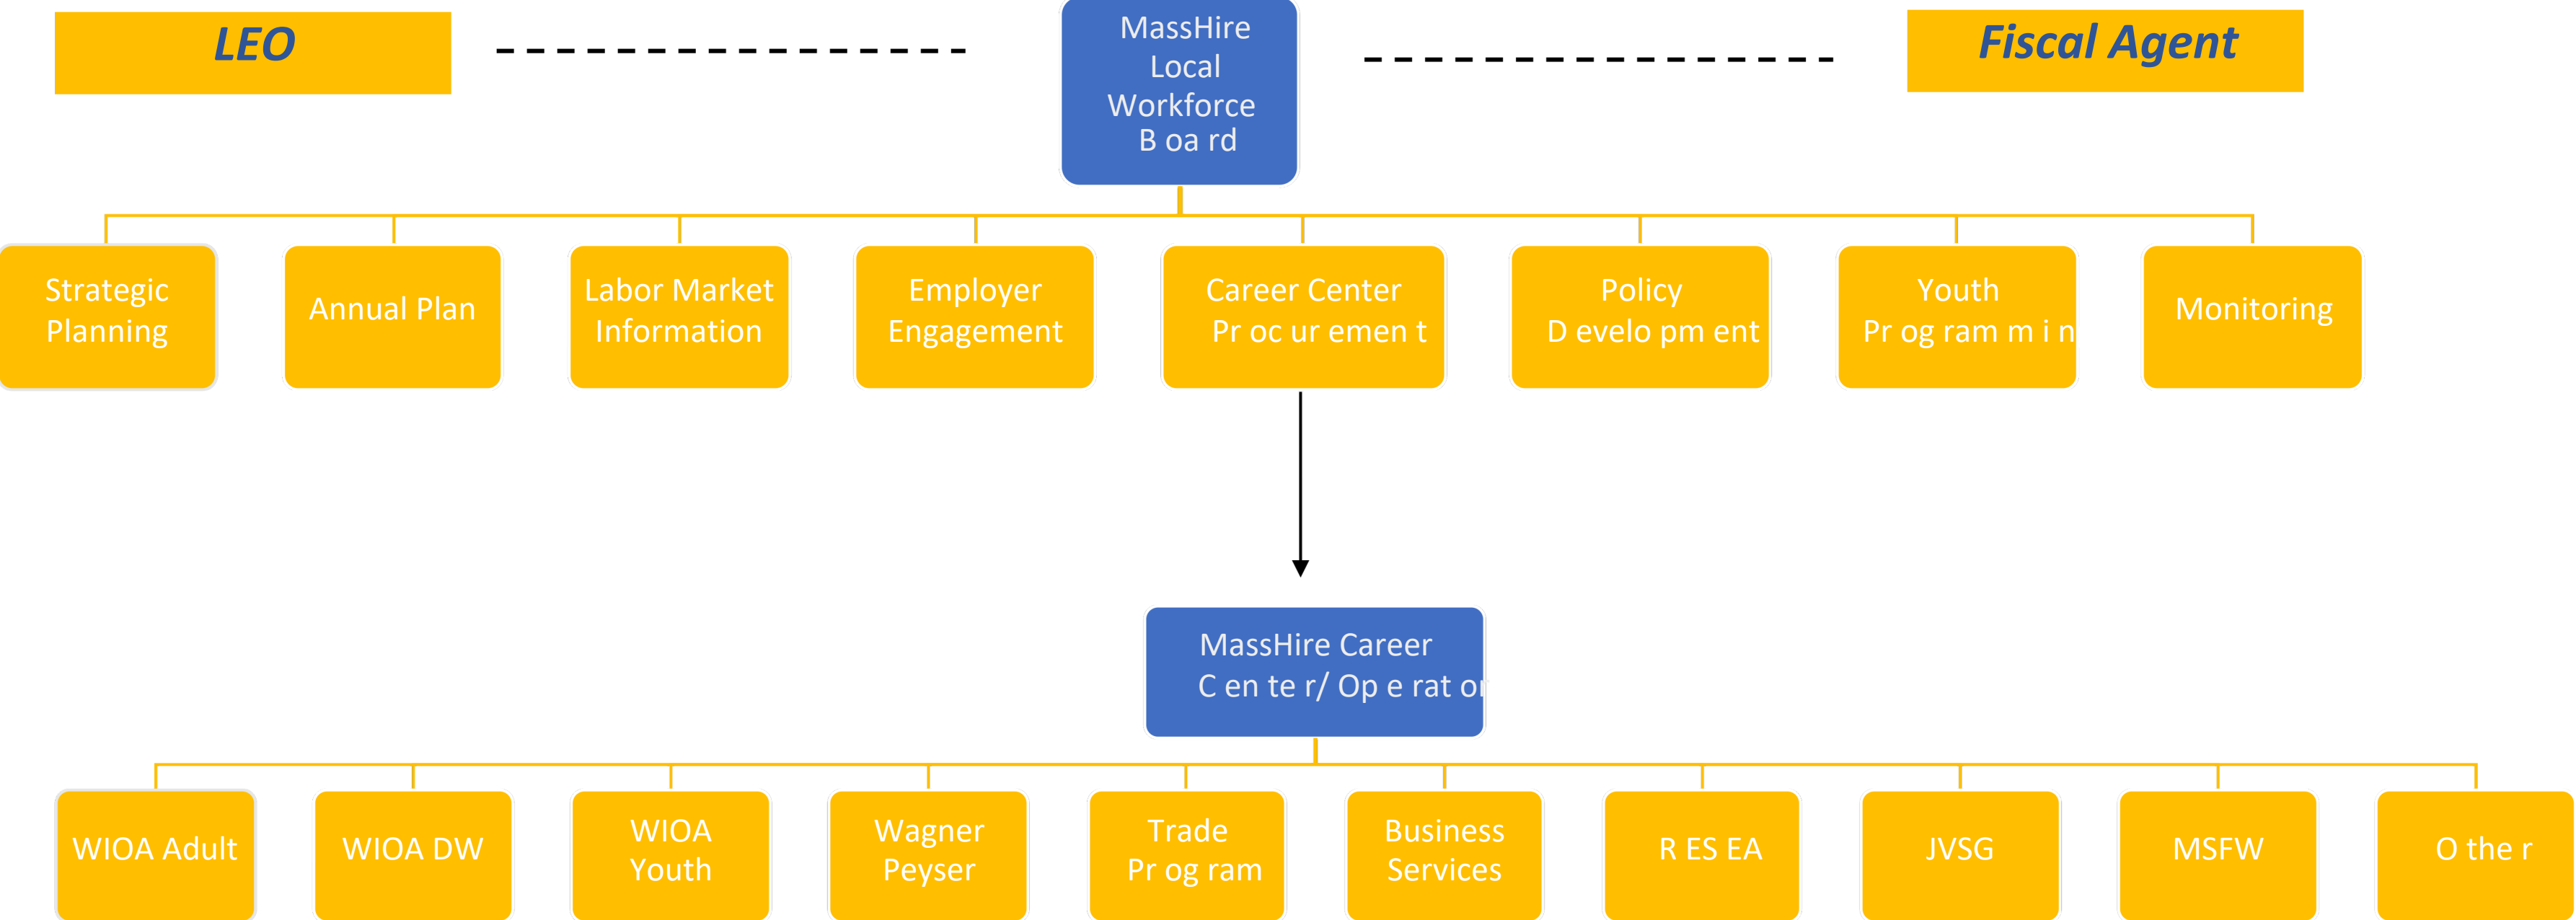 LEO
MassHire
Local
Workforce
B oa rd
Fiscal Agent
Strategic
Planning
Annual Plan
Labor Market
Information
Employer
Engagement
Career Center
Pr oc ur emen t
Policy
D evelo pm ent
Youth
Pr og ram m i n
Monitoring
MassHire Career
C en te r/ Op e rat or
WIOA Adult
WIOA DW
WIOA
Youth
Wagner
Peyser
Trade
Pr og ram
Business
Services
R ES EA
JVSG
MSFW
O the r